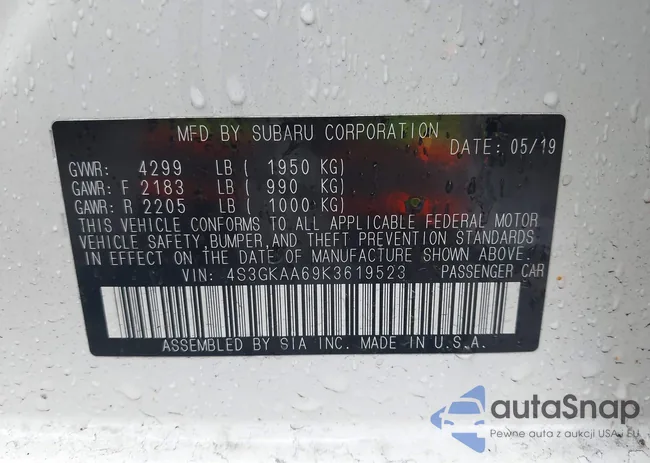 MFD BY SUBARU CORPORATION
DATE: 05/19
GVWR: 4299 LB ( 1950 KG)
GAWR: F 2183 LB ( 990 KG)
GAWR: R 2205 LB ( 1000 KG)
THIS VEHICLE CONFORMS TO ALL APPLICABLE FEDERAL MOTOR
VEHICLE SAFETY, BUMPER, AND THEFT PREVENTION STANDARDS
IN EFFECT ON THE DATE OF MANUFACTURE SHOWN ABOVE.
VIN: 4S3GKAA69K3619523 PASSENGER CAR
ASSEMBLED BY SIA INC. MADE IN U.S.A.
autaSnap
Pewne auta z aukcji USA i EU